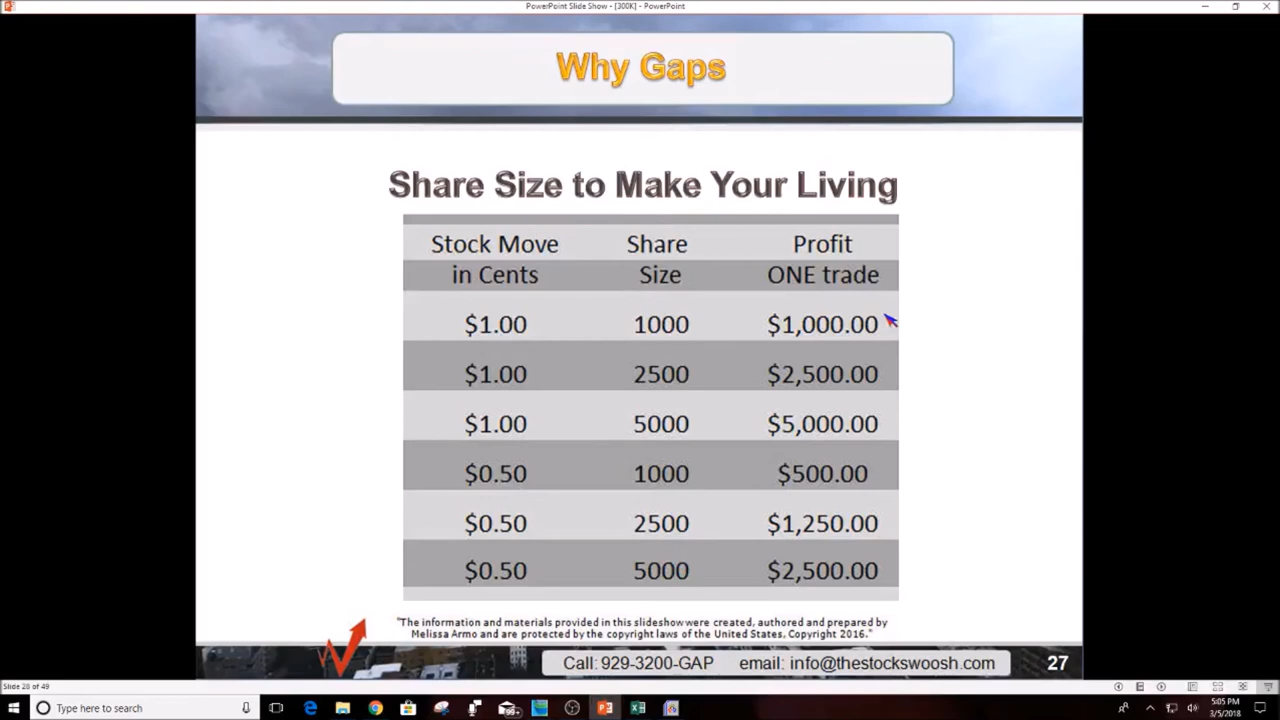 PowerPoint Slide Show - [300K] - PowerPoint
Why Gaps
Share Size to Make Your Living
Stock Move Share Profit
in Cents Size ONE trade
$1.00 1000 $1,000.00
$1.00 2500 $2,500.00
$1.00 5000 $5,000.00
$0.50 1000 $500.00
$0.50 2500 $1,250.00
$0.50 5000 $2,500.00
"The information and materials provided in this slideshow were created, authored and prepared by
Melissa Armo and are protected by the copyright laws of the United States, Copyright 2016."
Call: 929-3200-GAP email: info@thestockswoosh.com 27
Slide 28 of 49
Type here to search
99+
5:05 PM
3/5/2018